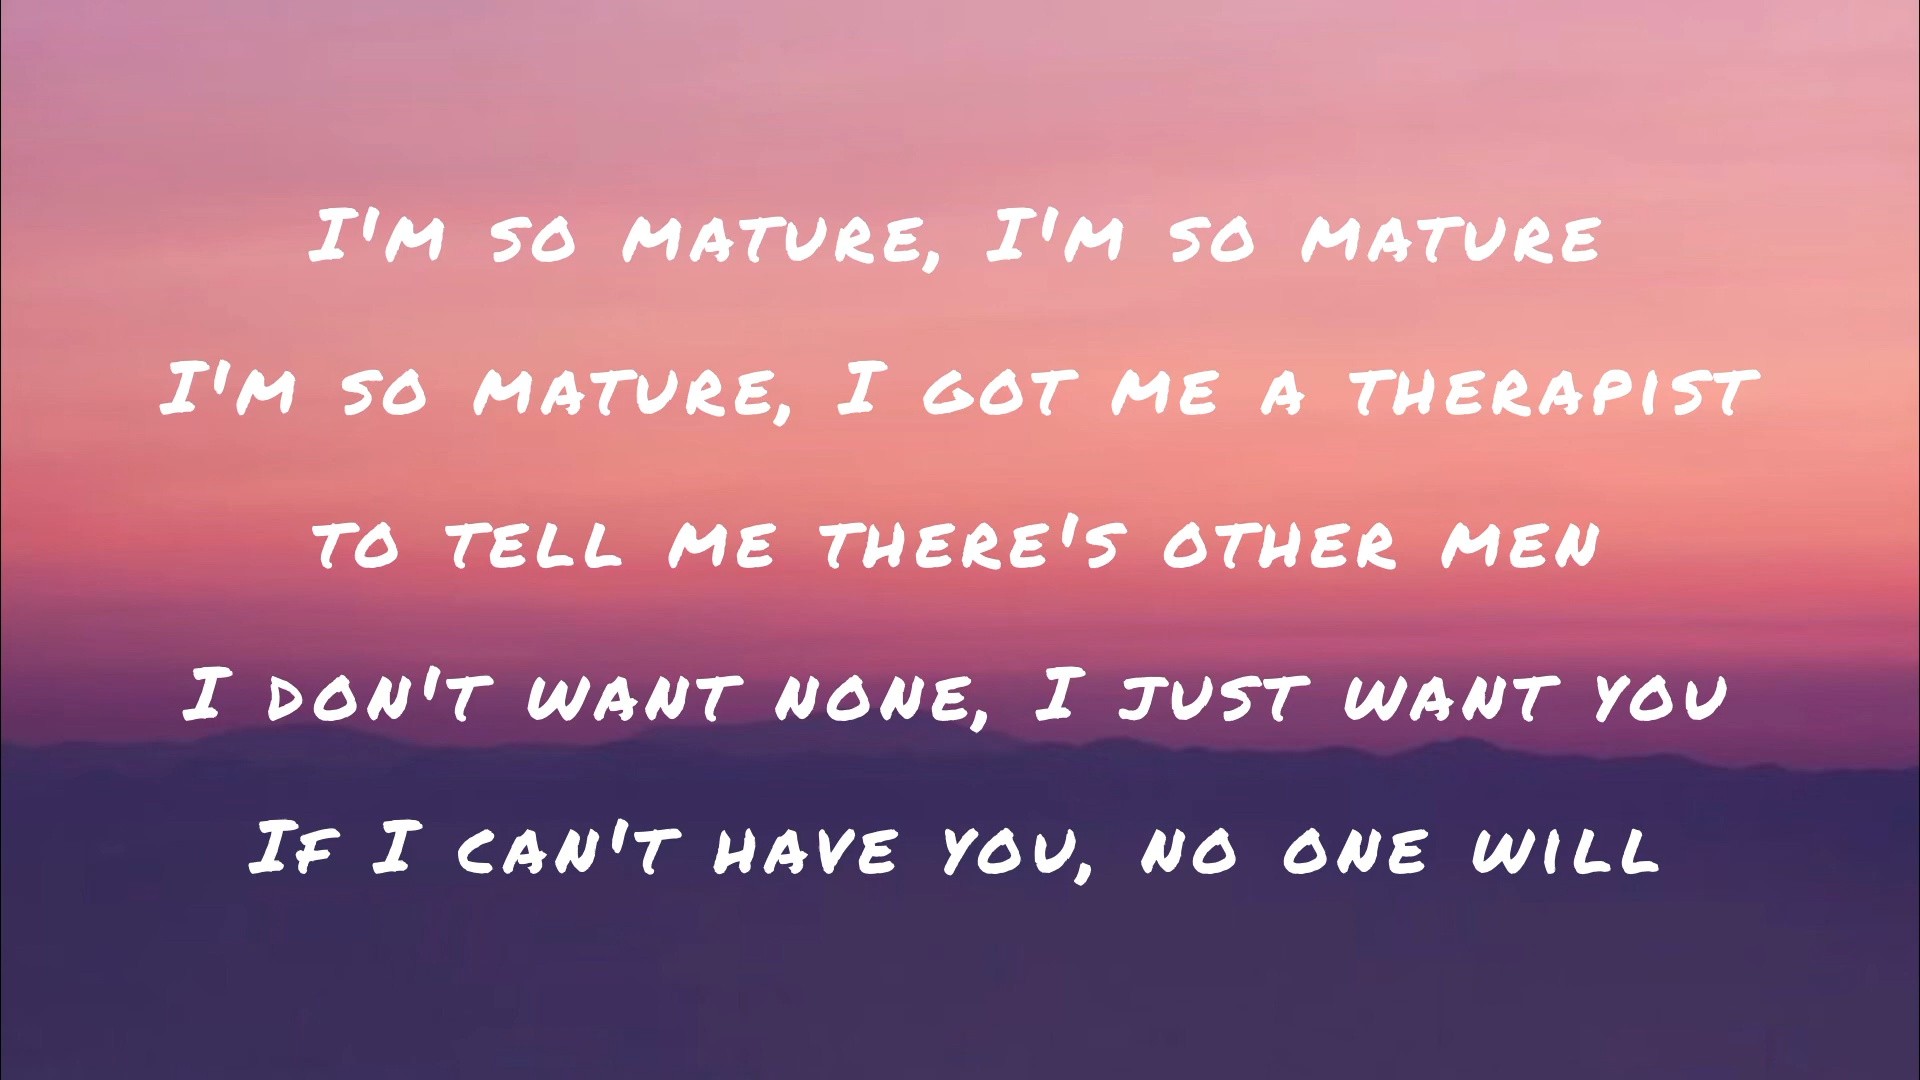 I'm so mature, I'm so mature
I'm so mature, I got me a therapist
to tell me there's other men
I don't want none, I just want you
If I can't have you, no one will